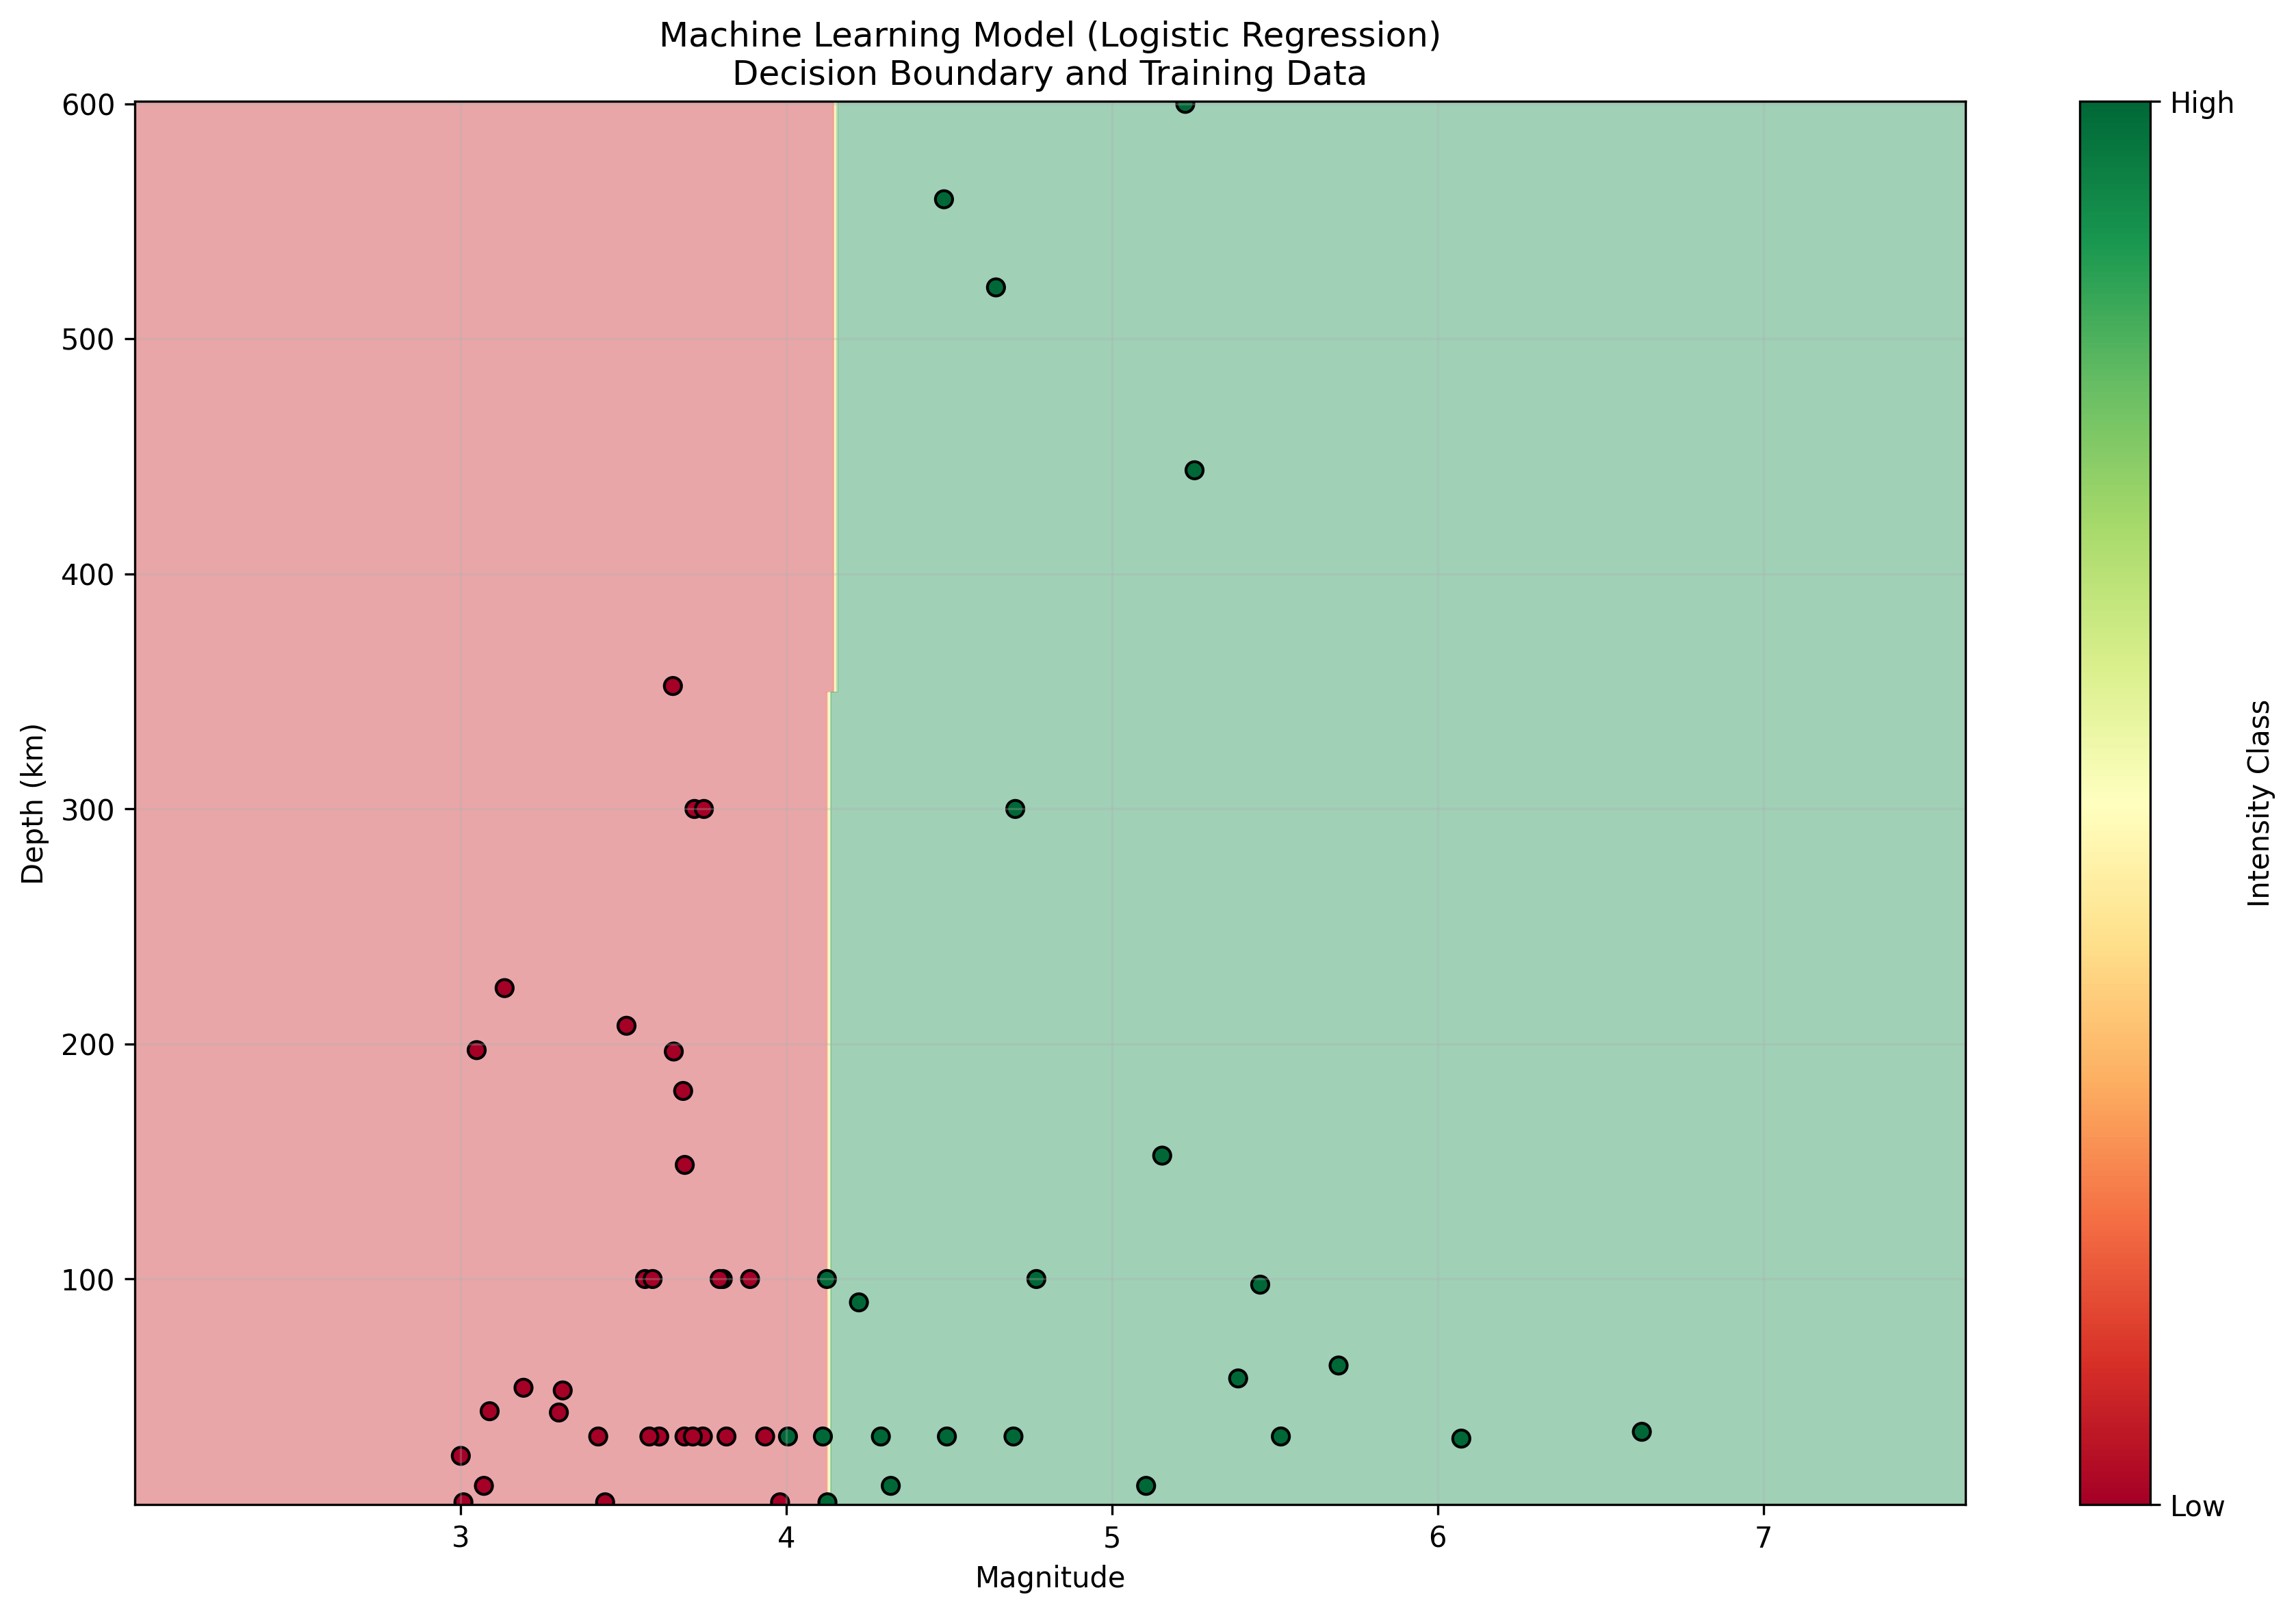 Machine Learning Model (Logistic Regression)
Decision Boundary and Training Data
600
500
400
300
200
100
Depth (km)
3
4
5
6
7
Magnitude
High
Low
Intensity Class